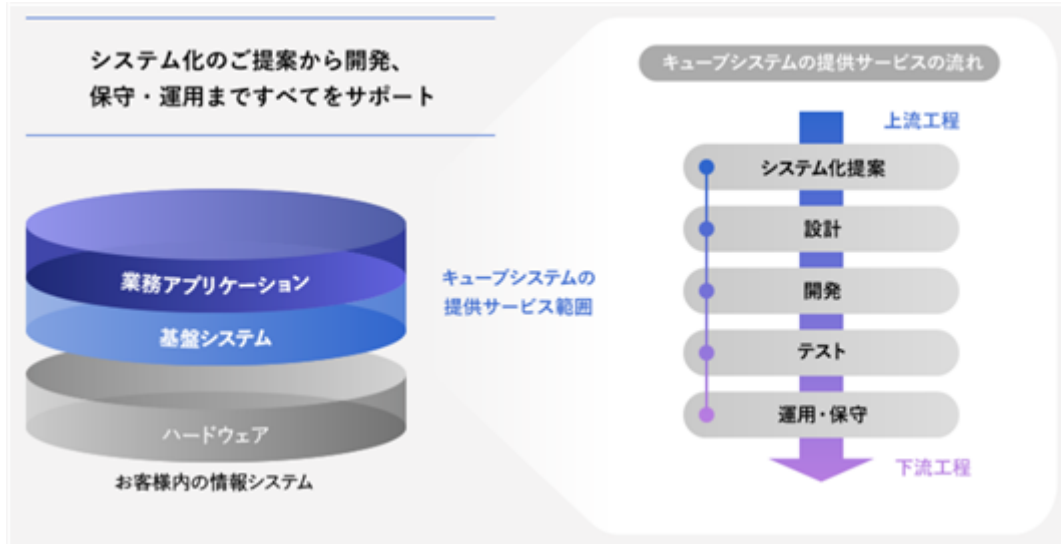 システム化のご提案から開発、
保守・運用まですべてをサポート
業務アプリケーション
基盤システム
ハードウェア
お客様内の情報システム
キューブシステムの
提供サービス範囲
キューブシステムの提供サービスの流れ
上流工程
システム化提案
設計
開発
テスト
運用・保守
下流工程